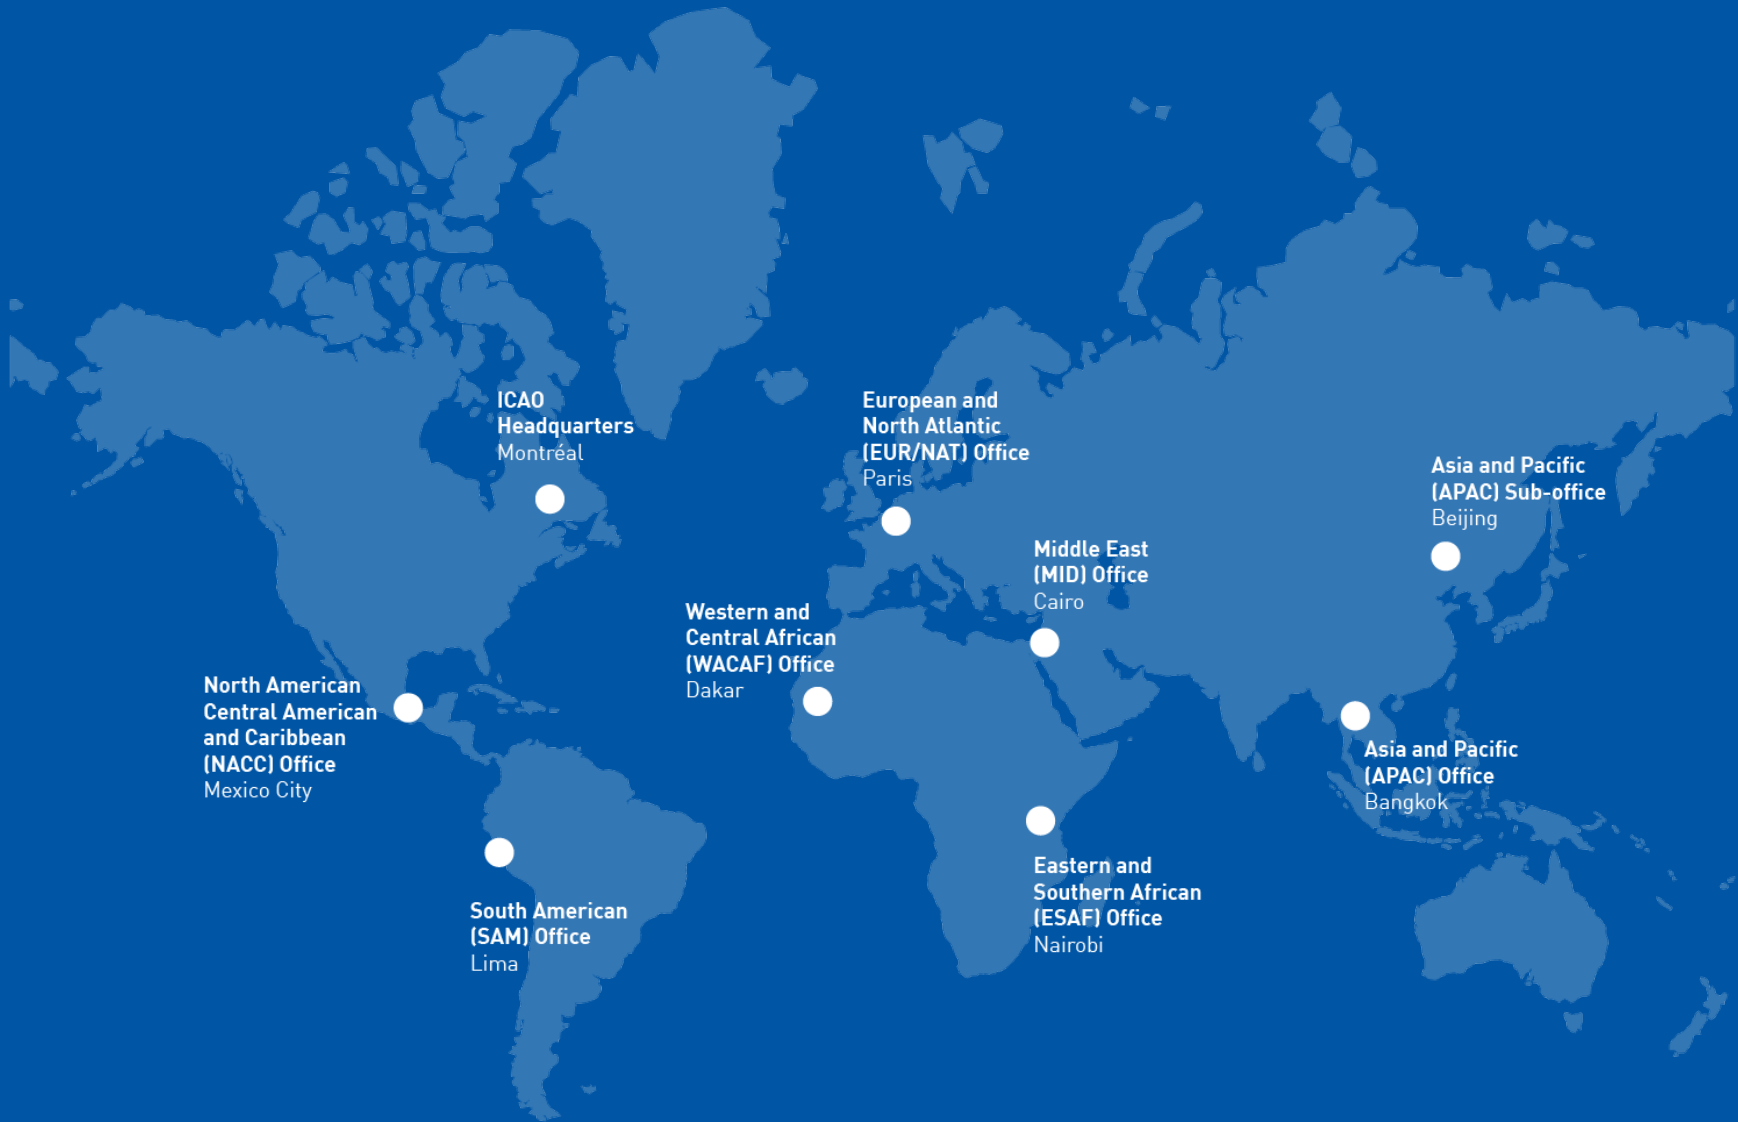 ICAO
Headquarters
Montréal
European and
North Atlantic
(EUR/NAT) Office
Paris
Asia and Pacific
(APAC) Sub-office
Beijing
Middle East
(MID) Office
Cairo
Western and
Central African
(WACAF) Office
Dakar
North American
Central American
and Caribbean
(NACC) Office
Mexico City
Asia and Pacific
(APAC) Office
Bangkok
Eastern and
Southern African
(ESAF) Office
Nairobi
South American
(SAM) Office
Lima